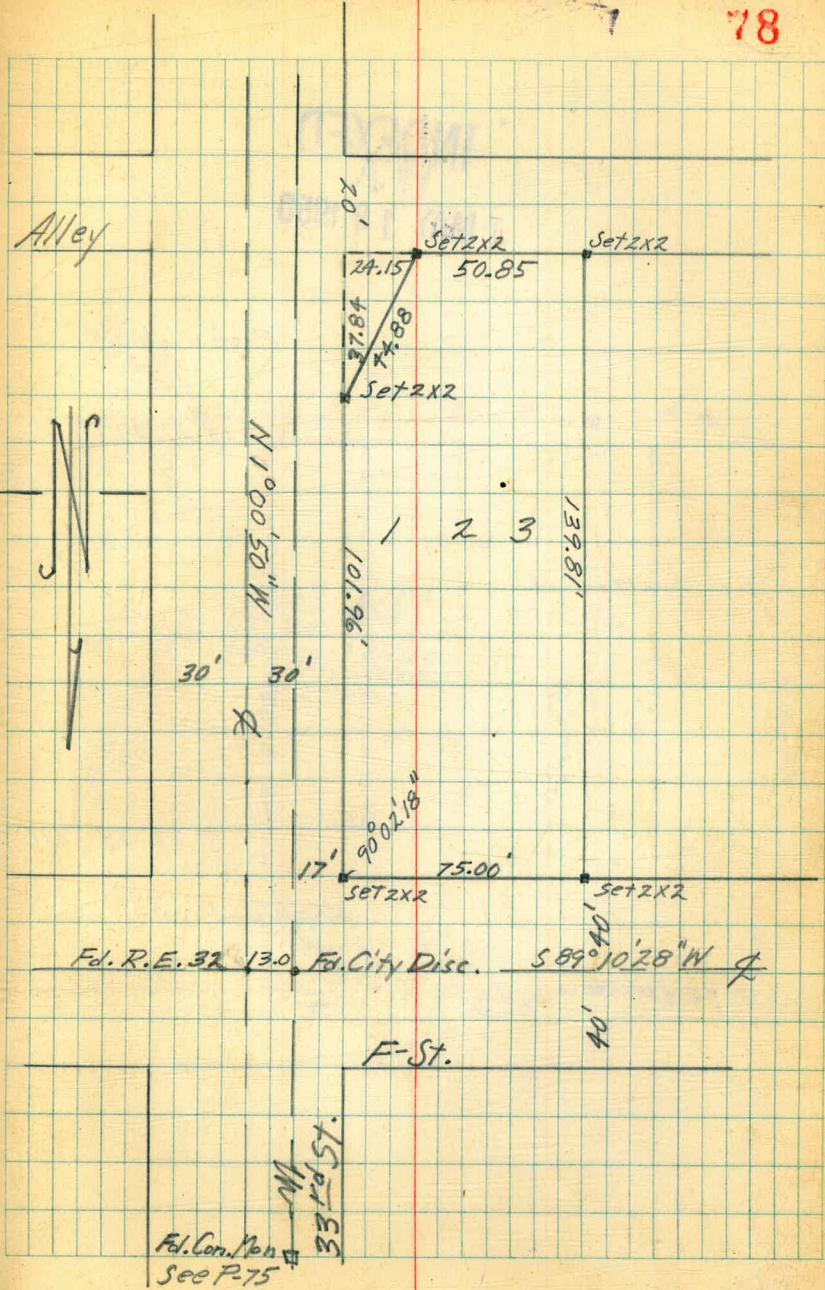 78
Alley
20'
Set 2x2
Set 2x2
24.15
50.85
37.84
44.88
Set 2x2
N 1°00'50" W
1 2 3
139.81'
101.96'
30' 30'
90°02'18"
17'
75.00'
Set 2x2
Set 2x2
40'
Fd. R.E. 32 13.0 Fd. City Disc. S 89°10'28" W ℄
40'
F-St.
33rd St.
Fd. Con. Mon
See P-75